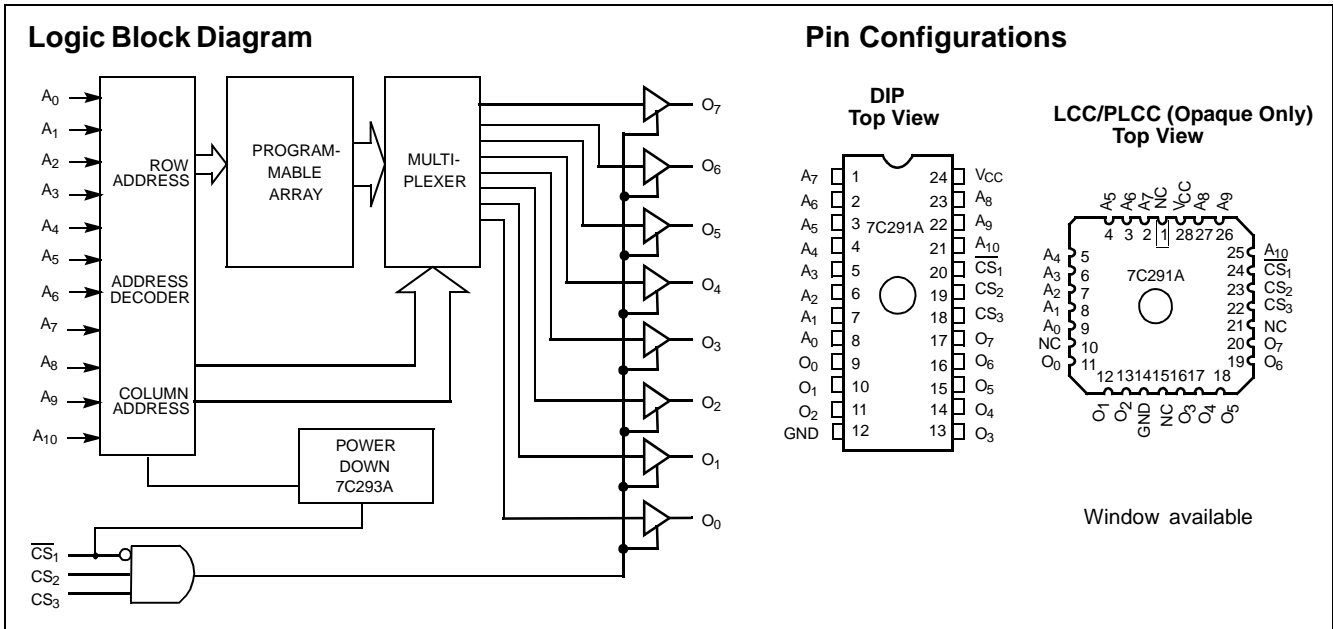 Logic Block Diagram
A0
A1
A2
A3
A4
A5
A6
A7
A8
A9
A10
ROW
ADDRESS
ADDRESS
DECODER
COLUMN
ADDRESS
PROGRAM-
MABLE
ARRAY
MULTI-
PLEXER
POWER
DOWN
7C293A
CS1
CS2
CS3
O7
O6
O5
O4
O3
O2
O1
O0
Pin Configurations
DIP
Top View
7C291A
A7 1 24 VCC
A6 2 23 A8
A5 3 22 A9
A4 4 21 A10
A3 5 20 CS1
A2 6 19 CS2
A1 7 18 CS3
A0 8 17 O7
O0 9 16 O6
O1 10 15 O5
O2 11 14 O4
GND 12 13 O3
LCC/PLCC (Opaque Only)
Top View
A5 A6 A7 NC VCC A8 A9
4 3 2 1 28 27 26
7C291A
A4 5 25 A10
A3 6 24 CS1
A2 7 23 CS2
A1 8 22 CS3
A0 9 21 NC
NC 10 20 O7
O0 11 19 O6
12 13 14 15 16 17 18
O1 O2 GND NC O3 O4 O5
Window available